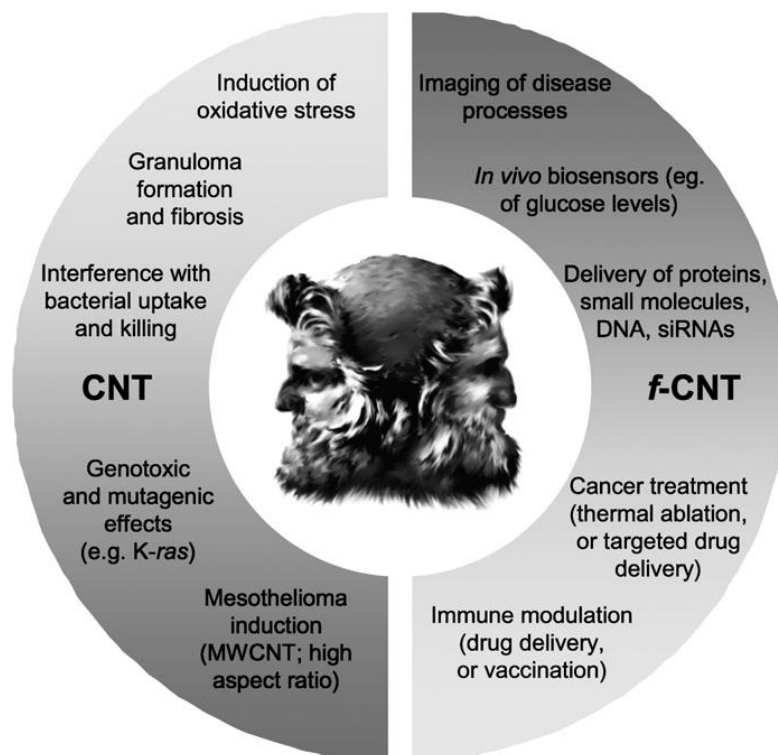 Induction of
oxidative stress
Granuloma
formation
and fibrosis
Interference with
bacterial uptake
and killing
CNT
Genotoxic
and mutagenic
effects
(e.g. K-ras)
Mesothelioma
induction
(MWCNT; high
aspect ratio)
Imaging of disease
processes
In vivo biosensors (eg.
of glucose levels)
Delivery of proteins,
small molecules,
DNA, siRNAs
f-CNT
Cancer treatment
(thermal ablation,
or targeted drug
delivery)
Immune modulation
(drug delivery,
or vaccination)